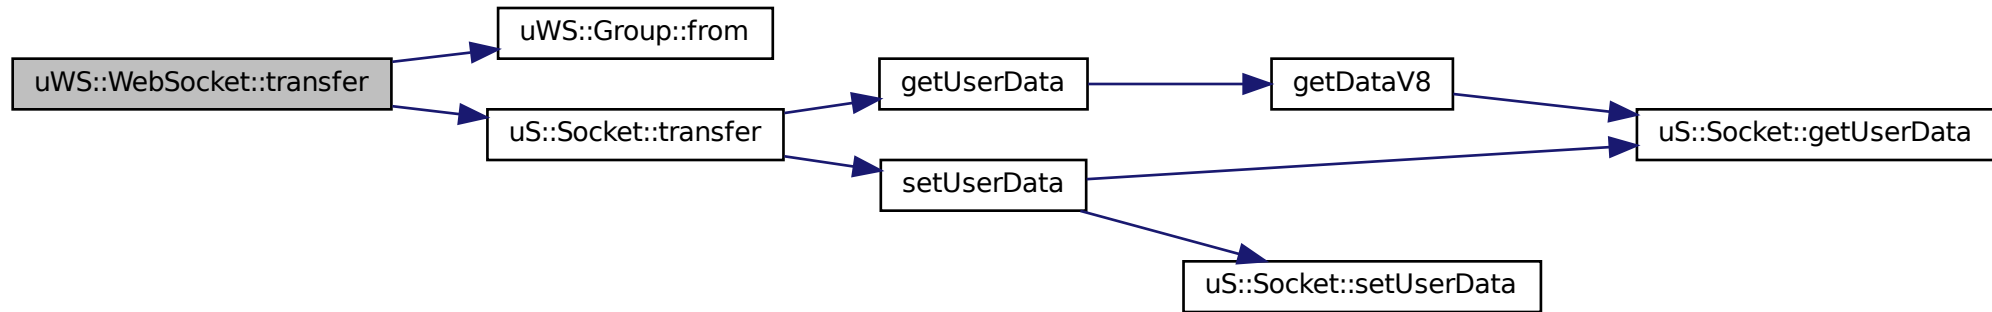 uWS::WebSocket::transfer
uWS::Group::from
uS::Socket::transfer
getUserData
setUserData
getDataV8
uS::Socket::getUserData
uS::Socket::setUserData